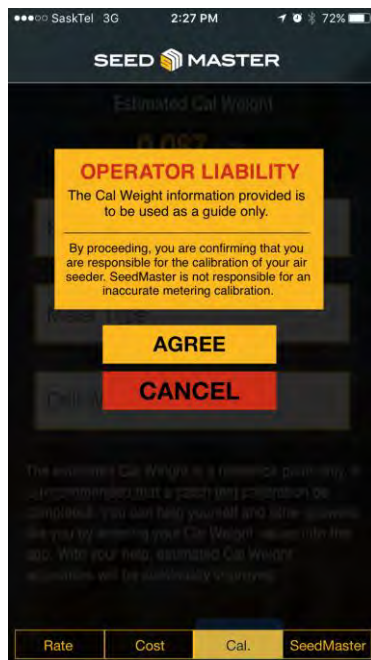 SaskTel 3G 2:27 PM 72%
SEED MASTER
Estimated Cal Weight
0.087
OPERATOR LIABILITY
The Cal Weight information provided is
to be used as a guide only.
By proceeding, you are confirming that you
are responsible for the calibration of your air
seeder. SeedMaster is not responsible for an
inaccurate metering calibration.
AGREE
CANCEL
The estimated Cal Weight is a reference point only. It
is recommended that a catch test calibration be
completed. You can help yourself and other growers
like you by entering your Cal Weight values into the
app. With your help, estimated Cal Weight
accuracies will be continually improved.
Rate Cost Cal. SeedMaster